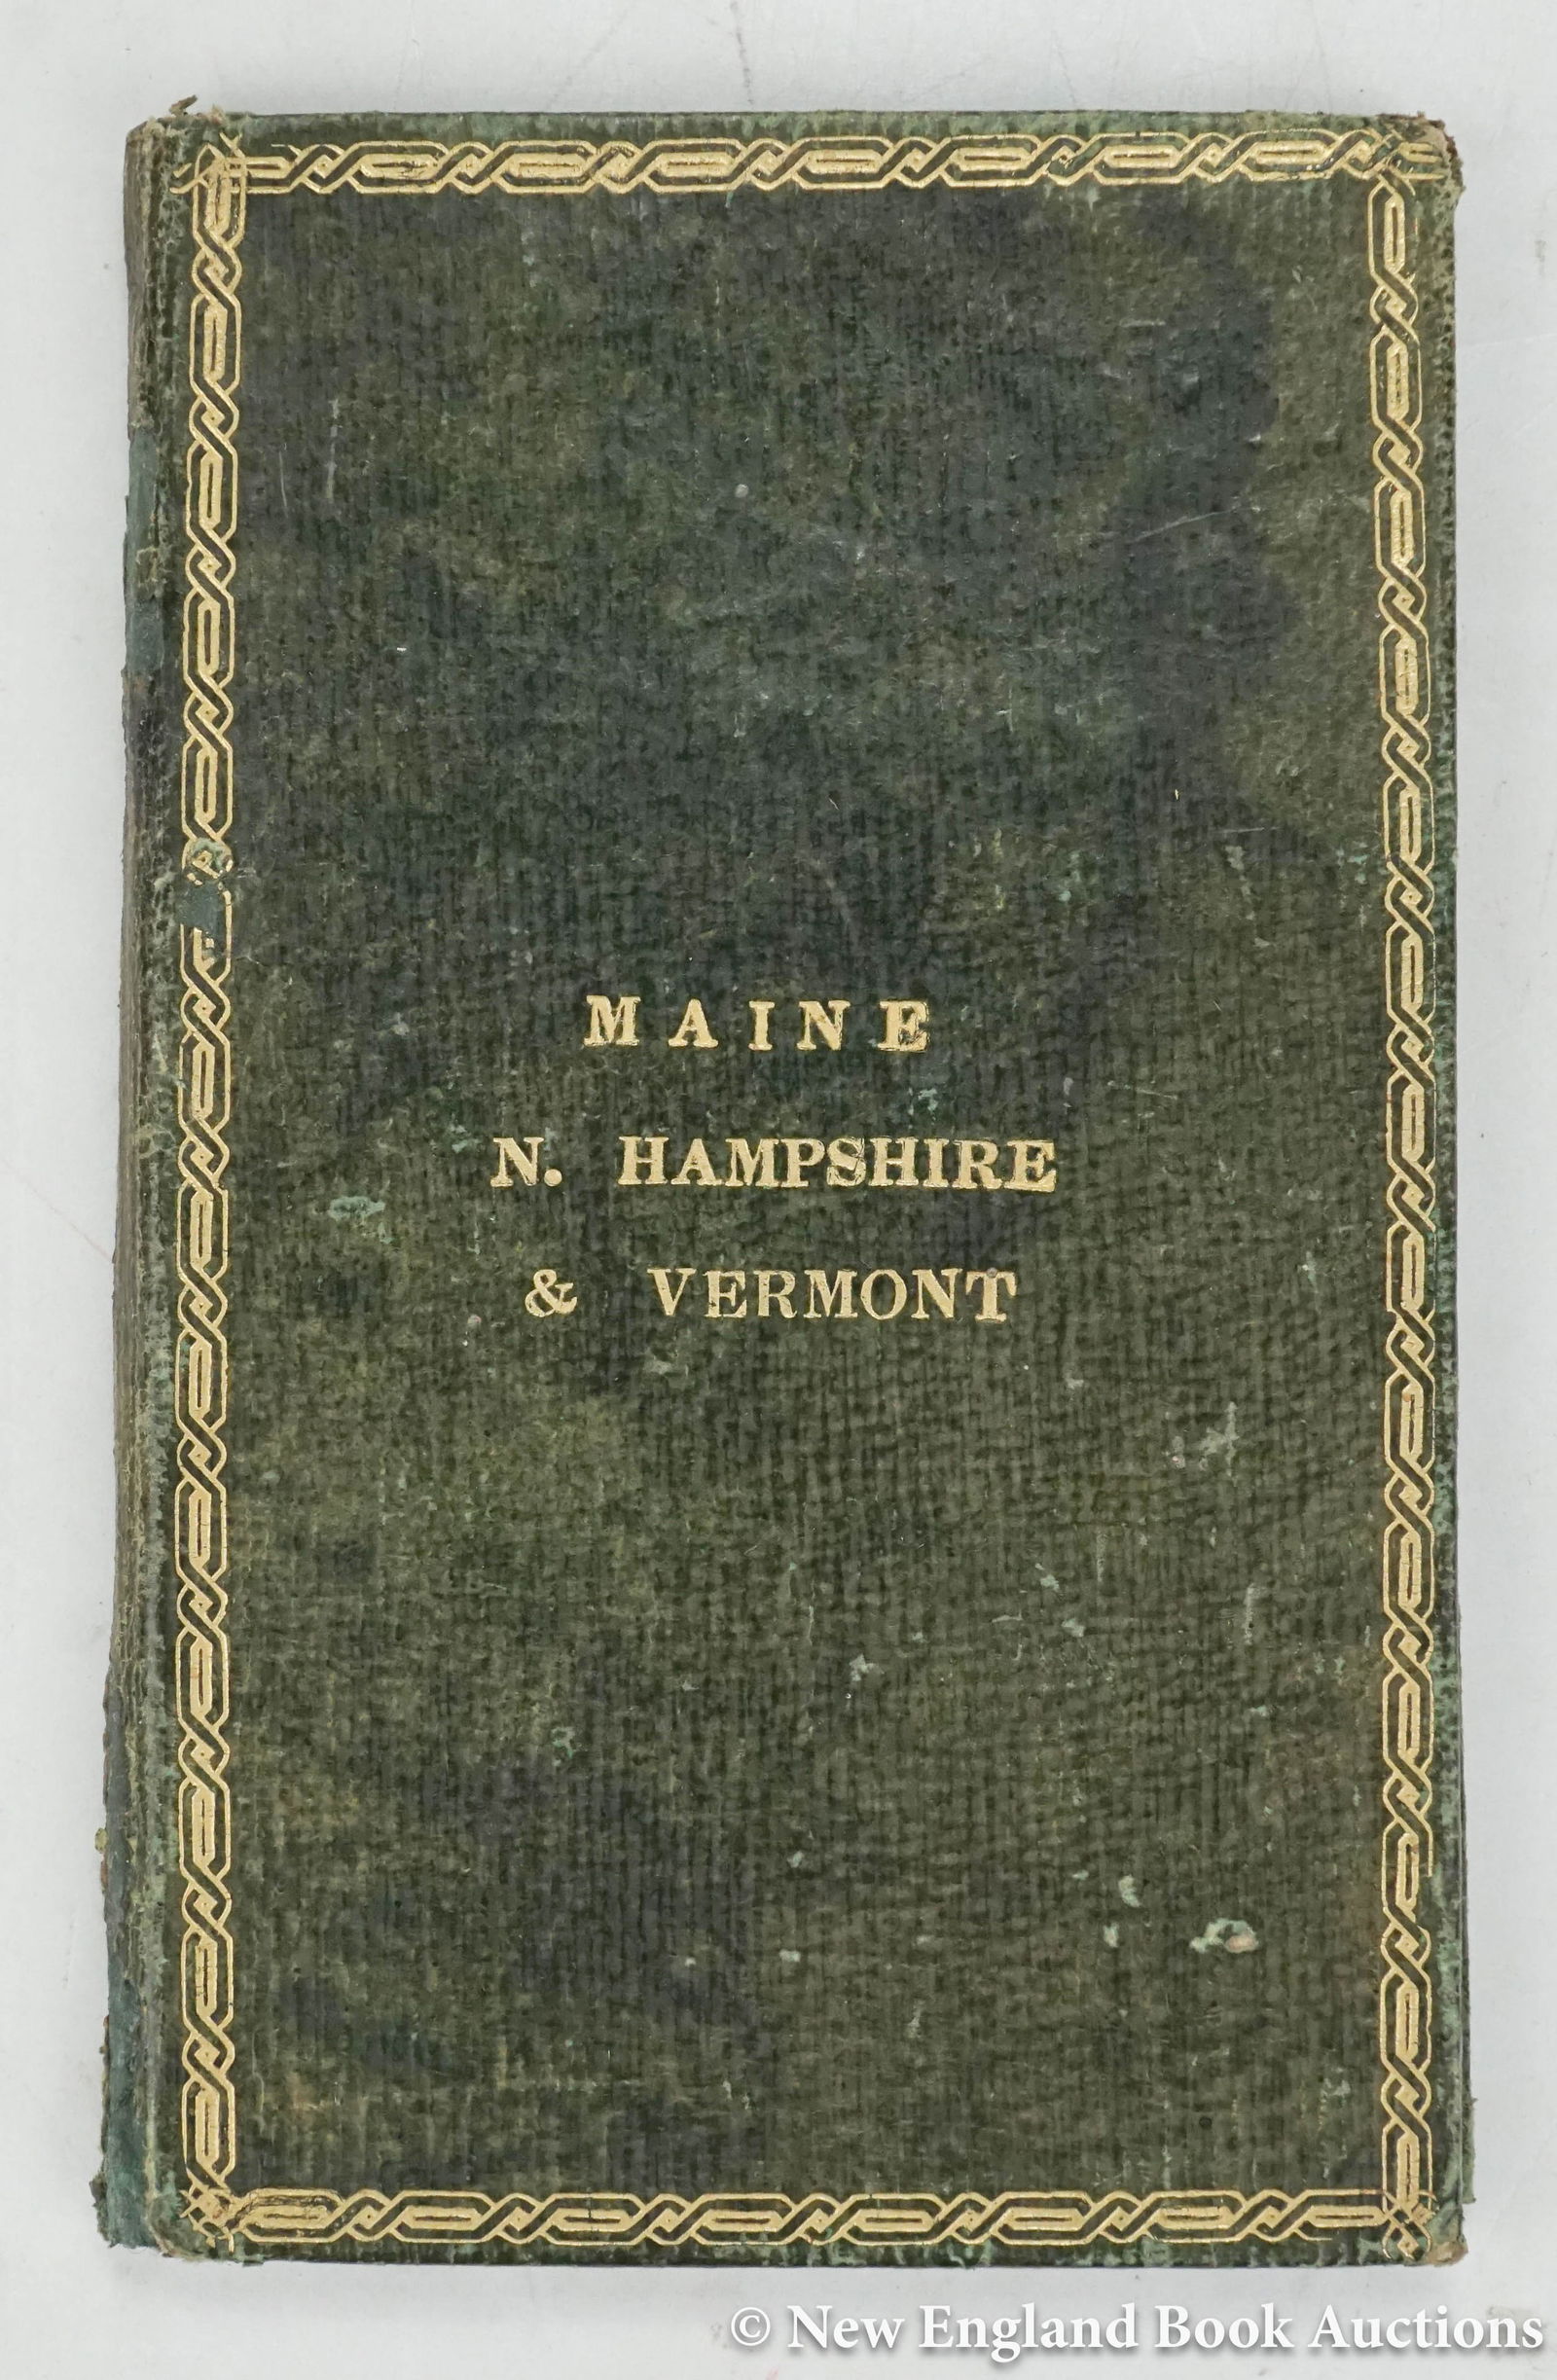 MAINE
N. HAMPSHIRE
& VERMONT
© New England Book Auctions